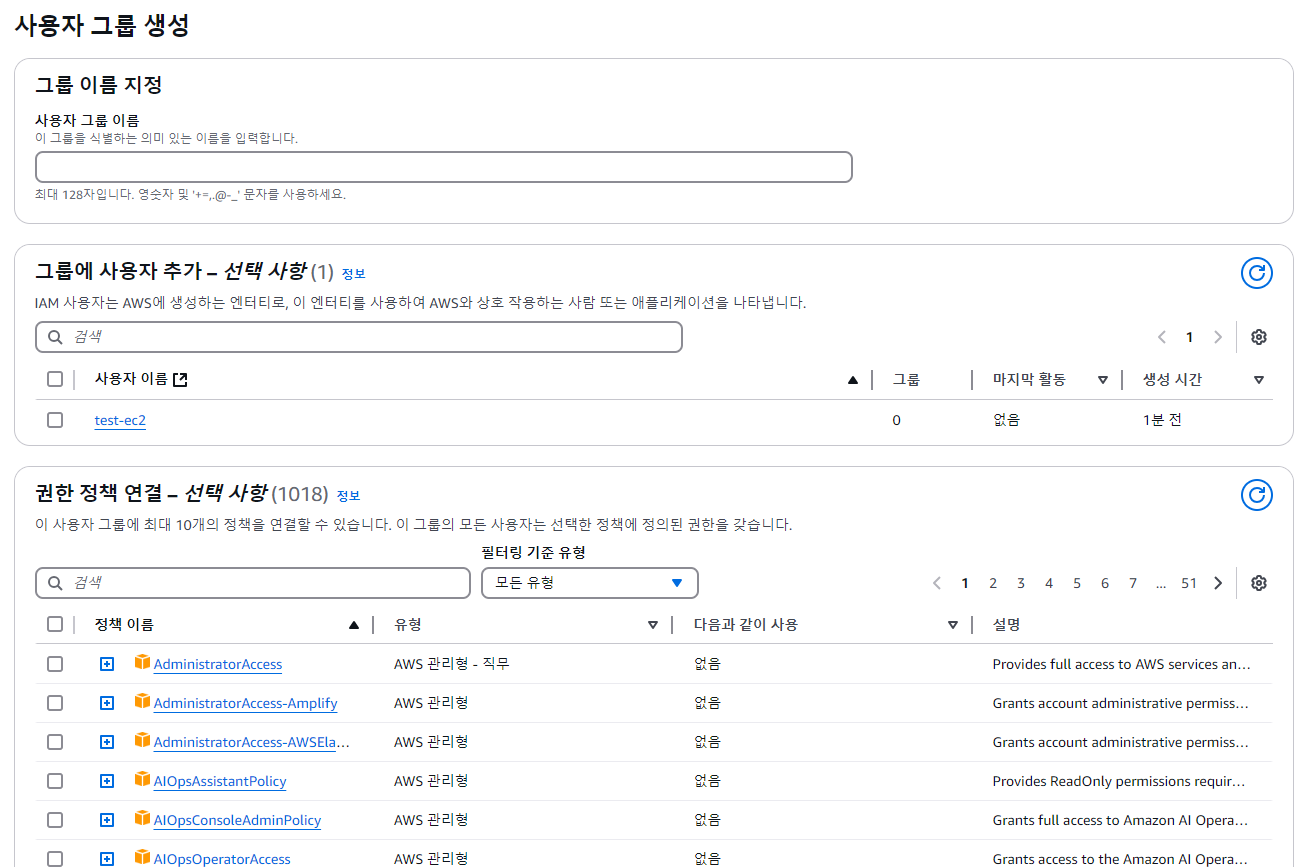 사용자 그룹 생성
그룹 이름 지정
사용자 그룹 이름
이 그룹을 식별하는 의미 있는 이름을 입력합니다.
최대 128자입니다. 영숫자 및 '+=,.@-_' 문자를 사용하세요.
그룹에 사용자 추가 – 선택 사항 (1) 정보
IAM 사용자는 AWS에 생성하는 엔터티로, 이 엔터티를 사용하여 AWS와 상호 작용하는 사람 또는 애플리케이션을 나타냅니다.
검색 1
사용자 이름 그룹 마지막 활동 생성 시간
test-ec2 0 없음 1분 전
권한 정책 연결 – 선택 사항 (1018) 정보
이 사용자 그룹에 최대 10개의 정책을 연결할 수 있습니다. 이 그룹의 모든 사용자는 선택한 정책에 정의된 권한을 갖습니다.
필터링 기준 유형
검색 모든 유형 1 2 3 4 5 6 7 ... 51
정책 이름 유형 다음과 같이 사용 설명
AdministratorAccess AWS 관리형 - 직무 없음 Provides full access to AWS services an...
AdministratorAccess-Amplify AWS 관리형 없음 Grants account administrative permiss...
AdministratorAccess-AWSEla... AWS 관리형 없음 Grants account administrative permiss...
AIOpsAssistantPolicy AWS 관리형 없음 Provides ReadOnly permissions requir...
AIOpsConsoleAdminPolicy AWS 관리형 없음 Grants full access to Amazon AI Opera...
AIOpsOperatorAccess AWS 관리형 없음 Grants access to the Amazon AI Opera...